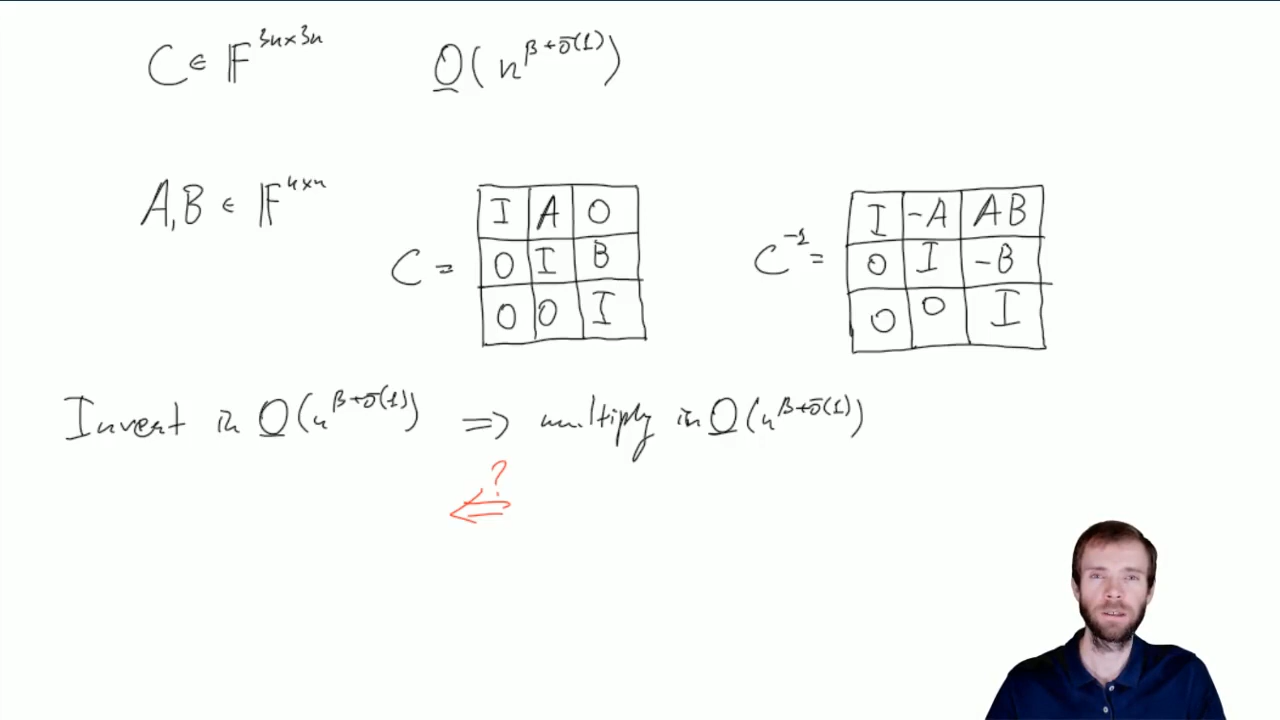 C ∈ 𝔽^{3n×3n} O(n^{β+o(1)})
A,B ∈ 𝔽^{n×n}
C = I A 0
0 I B
0 0 I
C^{-1} = I -A AB
0 I -B
0 0 I
Invert in O(n^{β+o(1)}) ⇒ multiply in O(n^{β+o(1)})
?
⇐